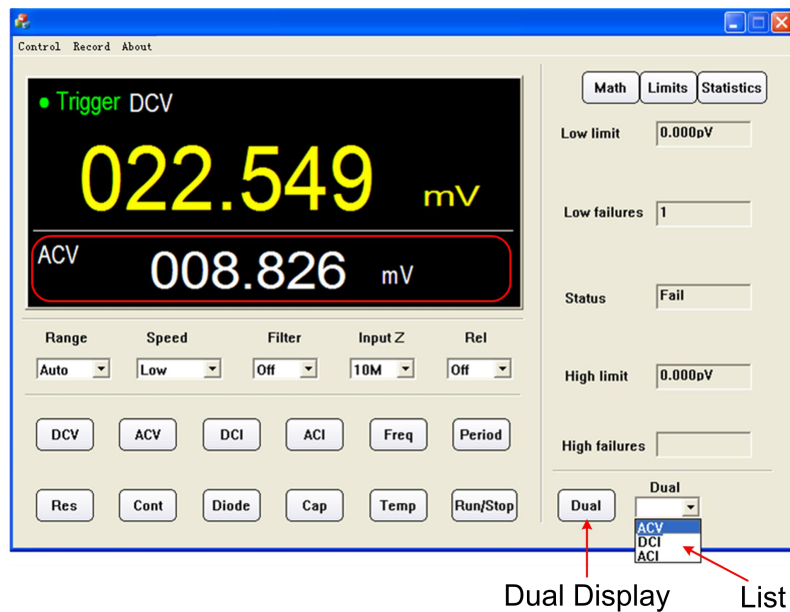 Control Record About
Trigger DCV
022.549 mV
ACV
008.826 mV
Range Speed Filter Input Z Rel
Auto Low Off 10M Off
DCV ACV DCI ACI Freq Period
Res Cont Diode Cap Temp Run/Stop
Math Limits Statistics
Low limit 0.000pV
Low failures 1
Status Fail
High limit 0.000pV
High failures
Dual
Dual
ACV
DCI
ACI
Dual Display List